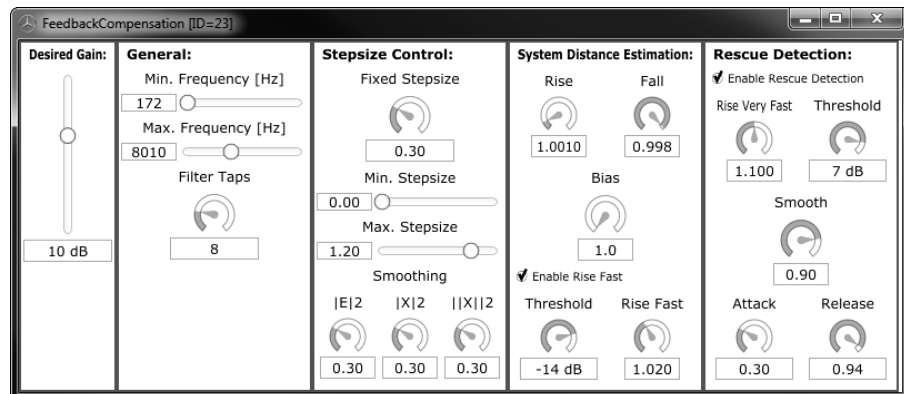 FeedbackCompensation [ID=23]
Desired Gain:
10 dB
General:
Min. Frequency [Hz]
172
Max. Frequency [Hz]
8010
Filter Taps
8
Stepsize Control:
Fixed Stepsize
0.30
Min. Stepsize
0.00
Max. Stepsize
1.20
Smoothing
|E|2 |X|2 ||X||2
0.30 0.30 0.30
System Distance Estimation:
Rise Fall
1.0010 0.998
Bias
1.0
Enable Rise Fast
Threshold Rise Fast
-14 dB 1.020
Rescue Detection:
Enable Rescue Detection
Rise Very Fast Threshold
1.100 7 dB
Smooth
0.90
Attack Release
0.30 0.94